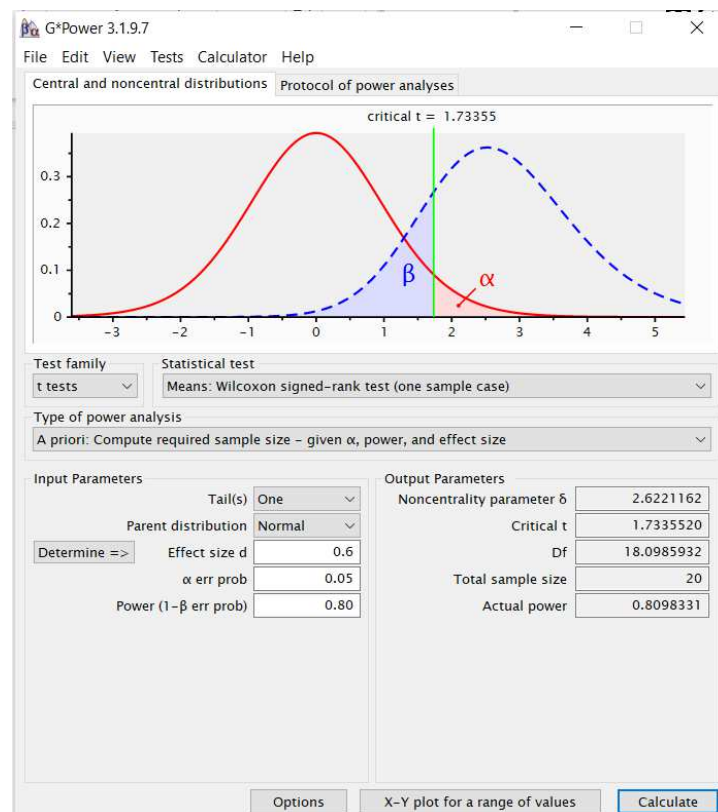 G*Power 3.1.9.7
File Edit View Tests Calculator Help
Central and noncentral distributions Protocol of power analyses
critical t = 1.73355
0.3
0.2
0.1
0
β α
-3 -2 -1 0 1 2 3 4 5
Test family Statistical test
t tests Means: Wilcoxon signed-rank test (one sample case)
Type of power analysis
A priori: Compute required sample size - given α, power, and effect size
Input Parameters Output Parameters
Tail(s) One Noncentrality parameter δ 2.6221162
Parent distribution Normal Critical t 1.7335520
Determine => Effect size d 0.6 Df 18.0985932
α err prob 0.05 Total sample size 20
Power (1-β err prob) 0.80 Actual power 0.8098331
Options X-Y plot for a range of values Calculate